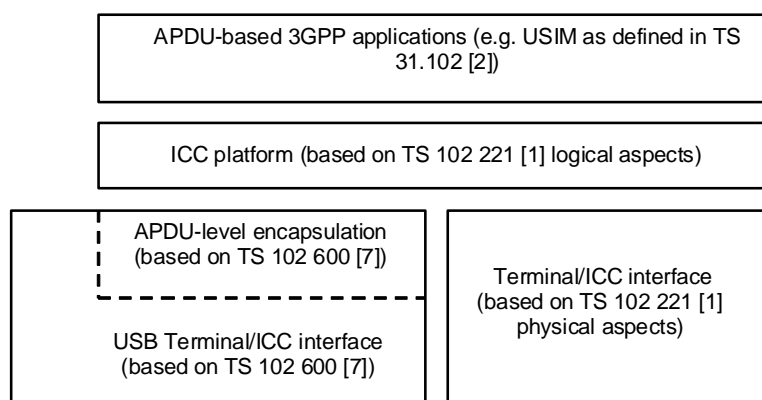 APDU-based 3GPP applications (e.g. USIM as defined in TS
31.102 [2])
ICC platform (based on TS 102 221 [1] logical aspects)
APDU-level encapsulation
(based on TS 102 600 [7])
USB Terminal/ICC interface
(based on TS 102 600 [7])
Terminal/ICC interface
(based on TS 102 221 [1]
physical aspects)